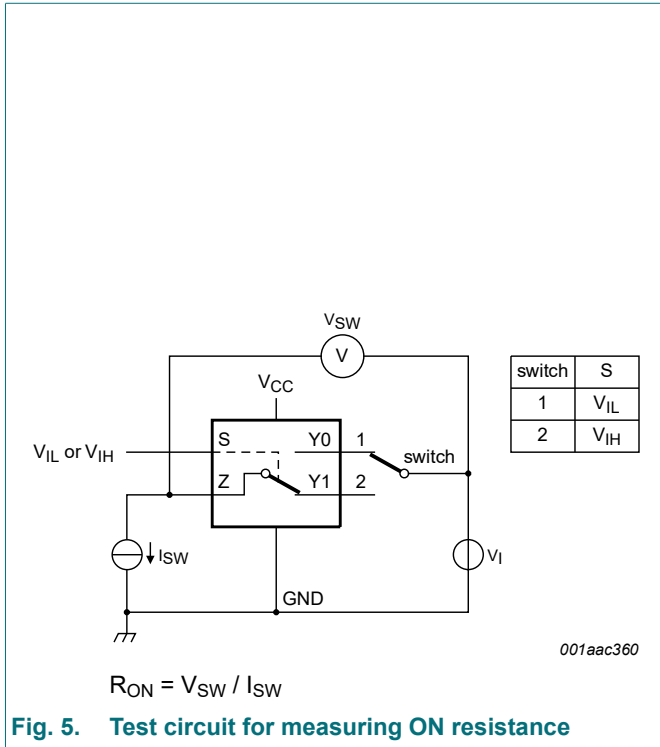 VSW
V
VCC
switch S
1 VIL
2 VIH
VIL or VIH
S Y0 1
switch
Z Y1 2
ISW
VI
GND
001aac360
RON = VSW / ISW
Fig. 5. Test circuit for measuring ON resistance